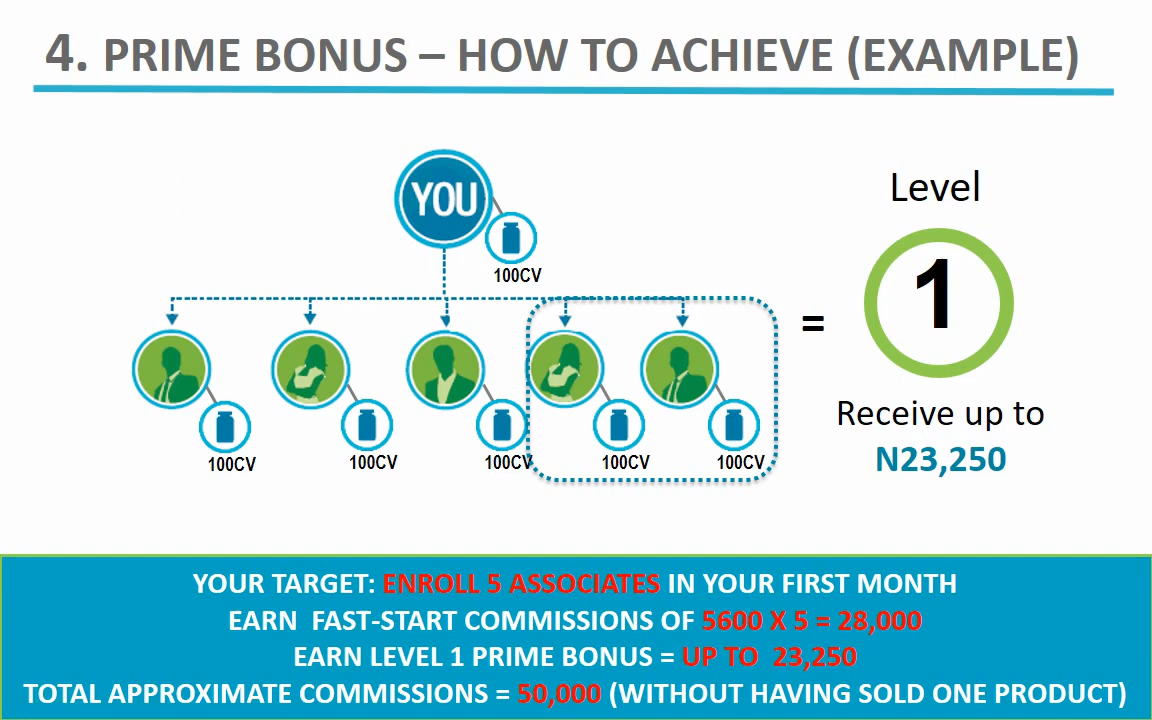 4. PRIME BONUS – HOW TO ACHIEVE (EXAMPLE)
YOU
100CV
100CV
100CV
100CV
100CV
100CV
=
Level
1
Receive up to
N23,250
YOUR TARGET: ENROLL 5 ASSOCIATES IN YOUR FIRST MONTH
EARN FAST-START COMMISSIONS OF 5600 X 5 = 28,000
EARN LEVEL 1 PRIME BONUS = UP TO 23,250
TOTAL APPROXIMATE COMMISSIONS = 50,000 (WITHOUT HAVING SOLD ONE PRODUCT)